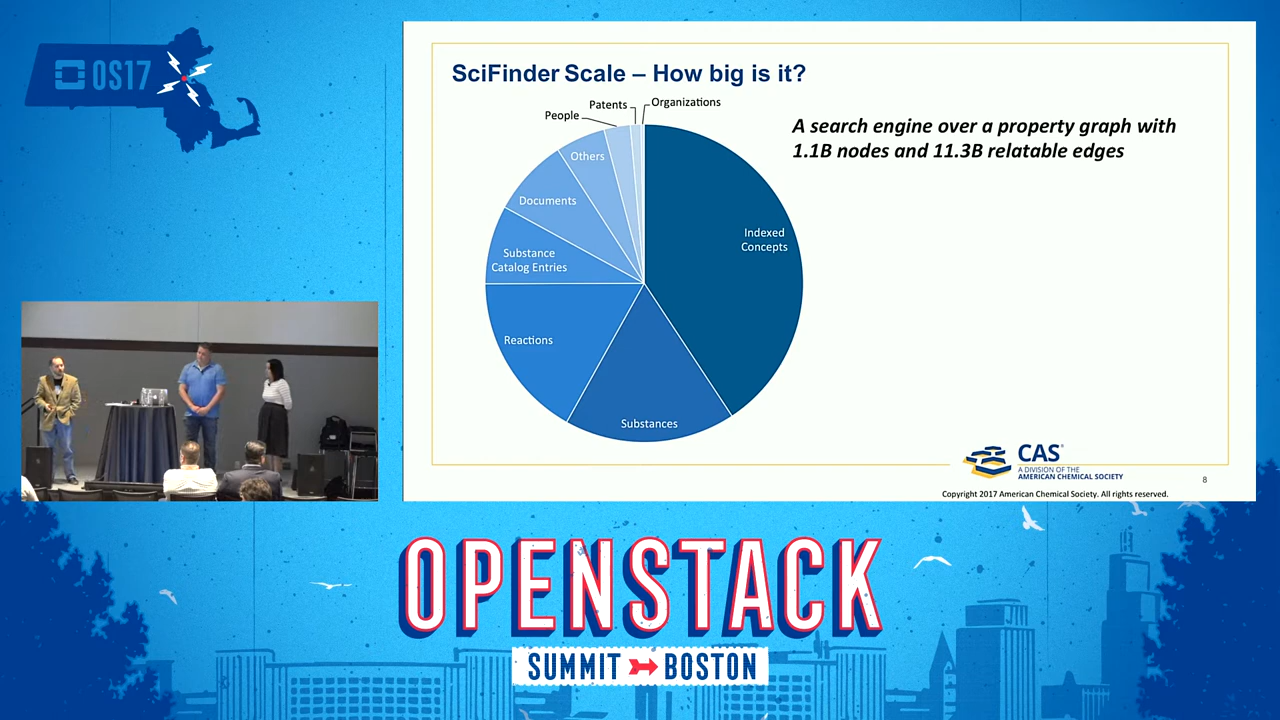 OS17
SciFinder Scale – How big is it?
Patents
Organizations
People
Others
Documents
Substance
Catalog Entries
Reactions
Substances
Indexed
Concepts
A search engine over a property graph with
1.1B nodes and 11.3B relatable edges
CAS
A DIVISION OF THE
AMERICAN CHEMICAL SOCIETY
8
Copyright 2017 American Chemical Society. All rights reserved.
OPENSTACK
SUMMIT BOSTON